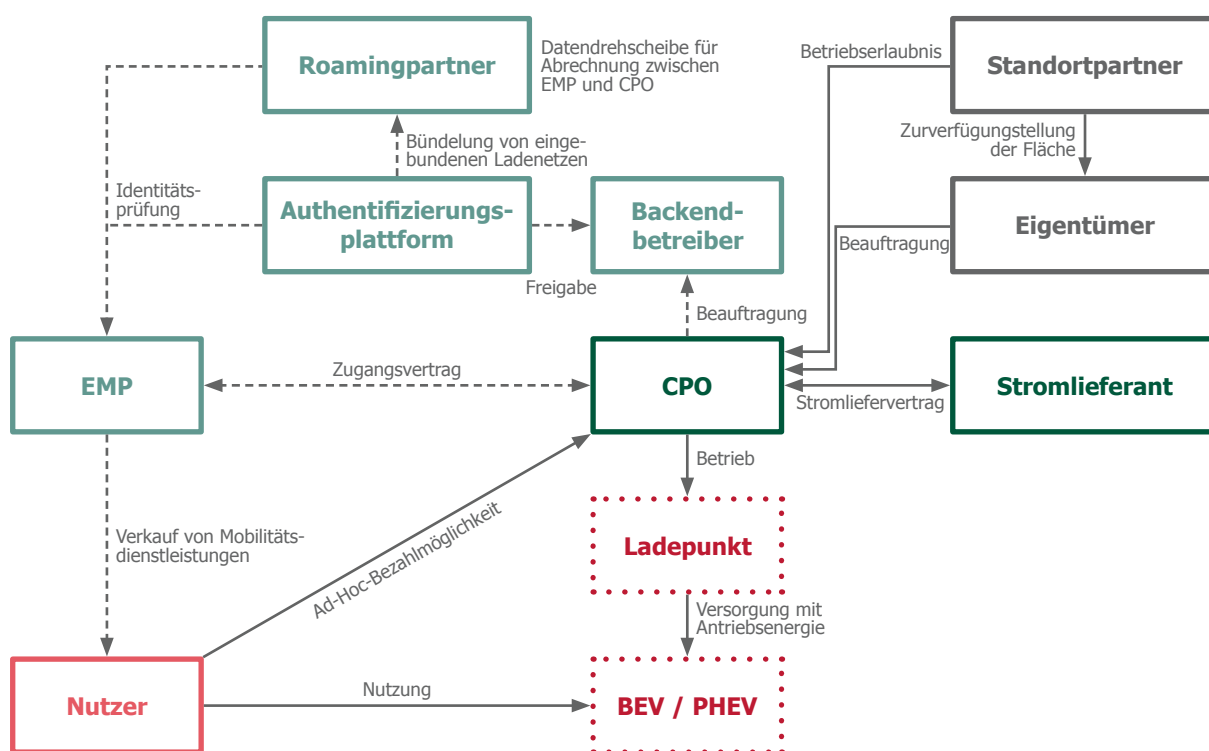 Roamingpartner
Datendrehscheibe für
Abrechnung zwischen
EMP und CPO
Betriebserlaubnis
Standortpartner
Bündelung von einge-
bundenen Ladenetzen
Zurverfügungstellung
der Fläche
Identitäts-
prüfung
Authentifizierungs-
plattform
Backend-
betreiber
Beauftragung
Eigentümer
Freigabe
Beauftragung
EMP
Zugangsvertrag
CPO
Stromliefervertrag
Stromlieferant
Betrieb
Verkauf von Mobilitäts-
dienstleistungen
Ad-Hoc-Bezahlmöglichkeit
Ladepunkt
Versorgung mit
Antriebsenergie
Nutzer
Nutzung
BEV / PHEV